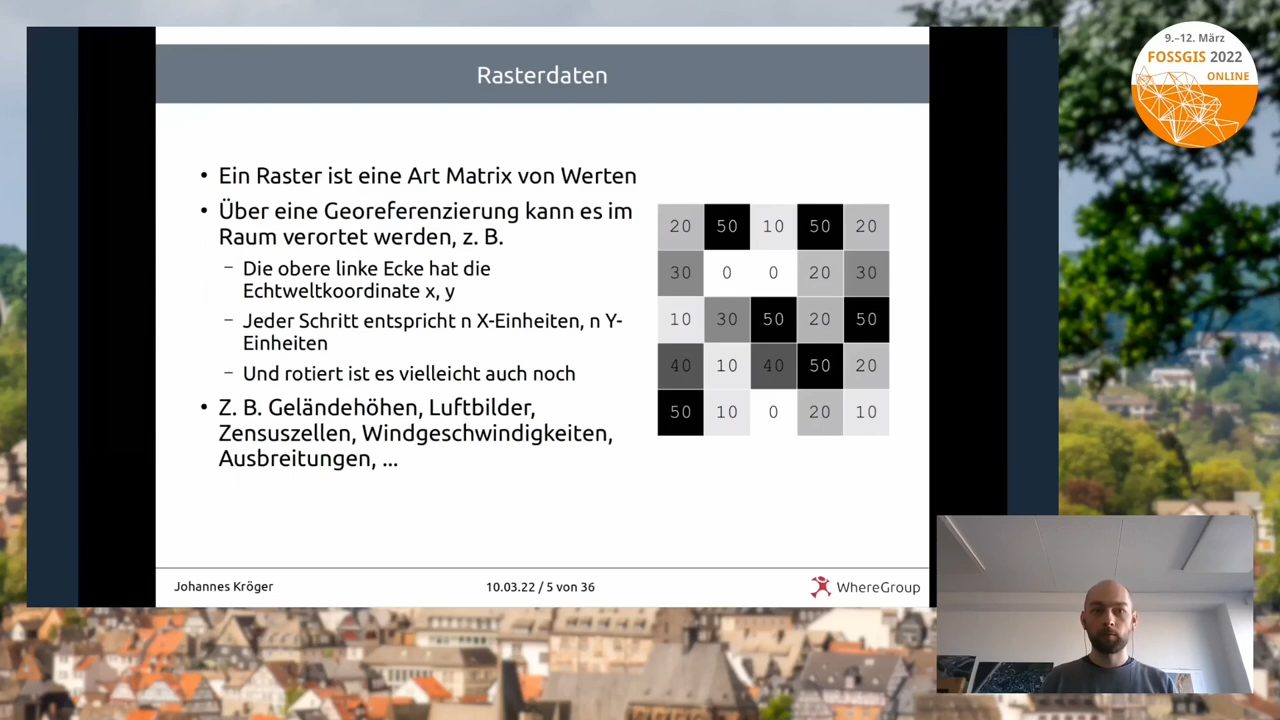 9.–12. März
FOSSGIS 2022
ONLINE
Rasterdaten
• Ein Raster ist eine Art Matrix von Werten
• Über eine Georeferenzierung kann es im
Raum verortet werden, z. B.
– Die obere linke Ecke hat die
Echtweltkoordinate x, y
– Jeder Schritt entspricht n X-Einheiten, n Y-
Einheiten
– Und rotiert ist es vielleicht auch noch
• Z. B. Geländehöhen, Luftbilder,
Zensuszellen, Windgeschwindigkeiten,
Ausbreitungen, ...
20 50 10 50 20
30 0 0 20 30
10 30 50 20 50
40 10 40 50 20
50 10 0 20 10
Johannes Kröger
10.03.22 / 5 von 36
WhereGroup